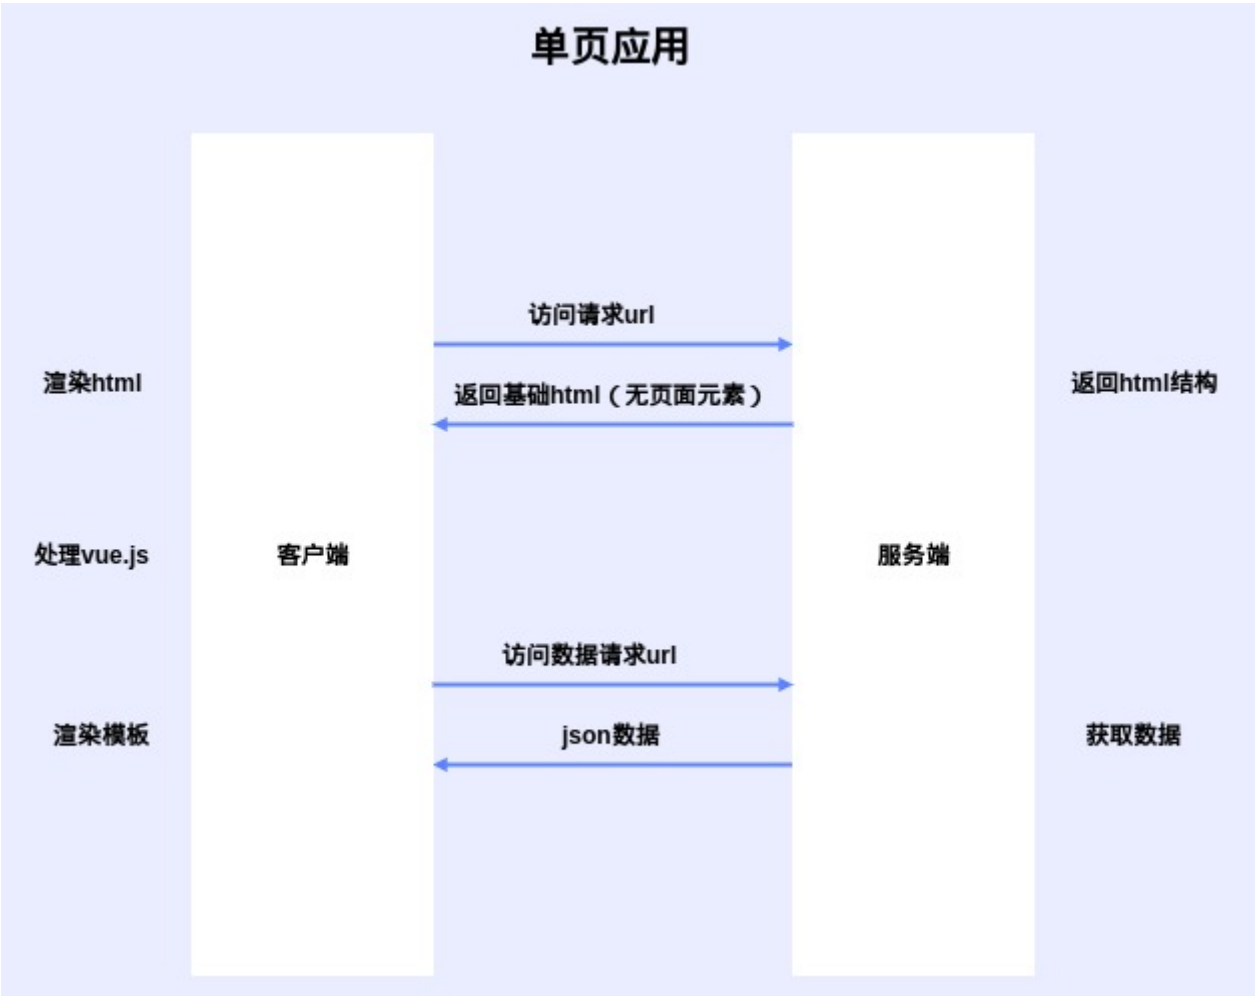 单页应用
访问请求url
渲染html
返回基础html（无页面元素）
返回html结构
处理vue.js
客户端
服务端
访问数据请求url
渲染模板
json数据
获取数据